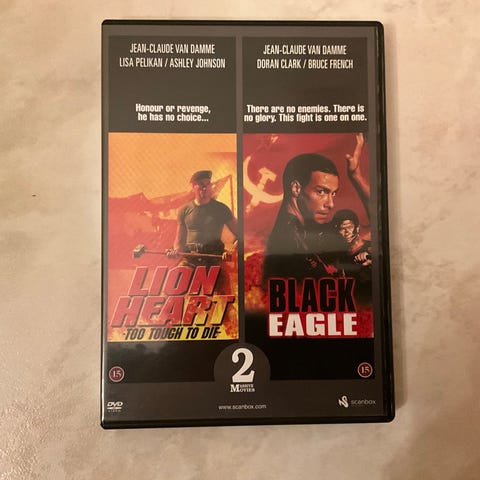 JEAN-CLAUDE VAN DAMME
LISA PELIKAN / ASHLEY JOHNSON
Honour or revenge,
he has no choice...
LION
HEART
-TOO TOUGH TO DIE-
15
JEAN-CLAUDE VAN DAMME
DORAN CLARK / BRUCE FRENCH
There are no enemies. There is
no glory. This fight is one on one.
BLACK
EAGLE
15
2
MASSIVE
MOVIES
DVD
VIDEO
www.scanbox.com
scanbox